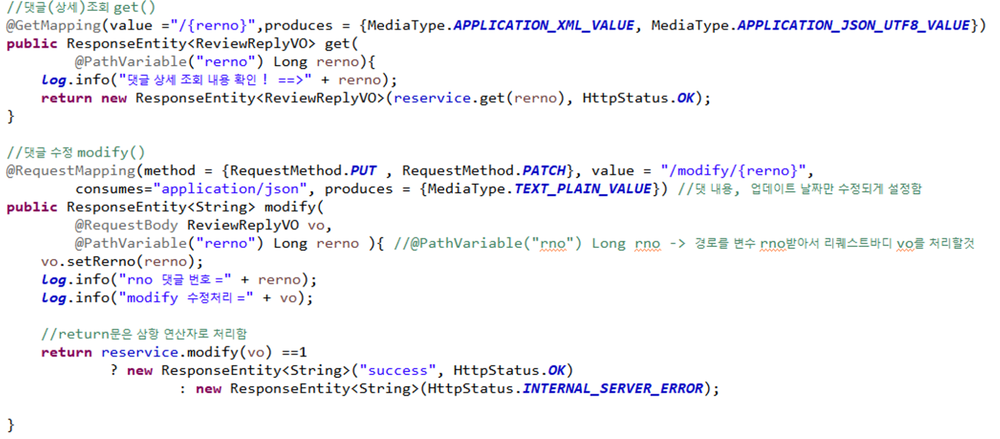 //댓글(상세)조회 get()
@GetMapping(value ="/{rerno}",produces = {MediaType.APPLICATION_XML_VALUE, MediaType.APPLICATION_JSON_UTF8_VALUE})
public ResponseEntity<ReviewReplyVO> get(
        @PathVariable("rerno") Long rerno){
    log.info("댓글 상세 조회 내용 확인 ! ==>" + rerno);
    return new ResponseEntity<ReviewReplyVO>(reservice.get(rerno), HttpStatus.OK);
}
//댓글 수정 modify()
@RequestMapping(method = {RequestMethod.PUT , RequestMethod.PATCH}, value = "/modify/{rerno}",
        consumes="application/json", produces = {MediaType.TEXT_PLAIN_VALUE}) //댓 내용, 업데이트 날짜만 수정되게 설정함
public ResponseEntity<String> modify(
        @RequestBody ReviewReplyVO vo,
        @PathVariable("rerno") Long rerno ){ //@PathVariable("rno") Long rno -> 경로를 변수 rno받아서 리퀘스트바디 vo를 처리할것
    vo.setRerno(rerno);
    log.info("rno 댓글 번호 =" + rerno);
    log.info("modify 수정처리 =" + vo);
    //return문은 삼항 연산자로 처리함
    return reservice.modify(vo) ==1
            ? new ResponseEntity<String>("success", HttpStatus.OK)
                    : new ResponseEntity<String>(HttpStatus.INTERNAL_SERVER_ERROR);
}